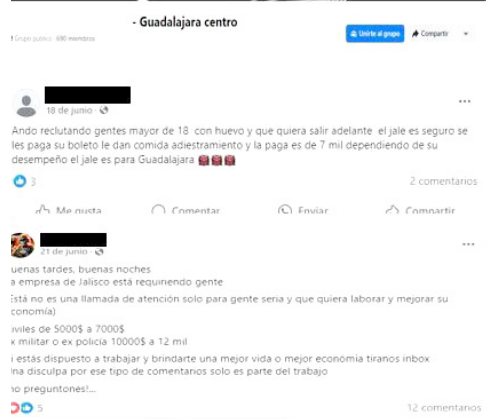 - Guadalajara centro
Grupo público · 690 miembros
Unirte al grupo
Compartir
18 de junio
Ando reclutando gentes mayor de 18 con huevo y que quiera salir adelante el jale es seguro se
les paga su boleto le dan comida adiestramiento y la paga es de 7 mil dependiendo de su
desempeño el jale es para Guadalajara
3
2 comentarios
Me gusta
Comentar
Enviar
Compartir
21 de junio
uenas tardes, buenas noches
a empresa de Jalisco está requiriendo gente
Está no es una llamada de atención solo para gente seria y que quiera laborar y mejorar su
conomía)
iviles de 5000$ a 7000$
x militar o ex policía 10000$ a 12 mil
i estás dispuesto a trabajar y brindarte una mejor vida o mejor economia tiranos inbox
Ina disculpa por ese tipo de comentarios solo es parte del trabajo
no preguntones!...
5
12 comentarios